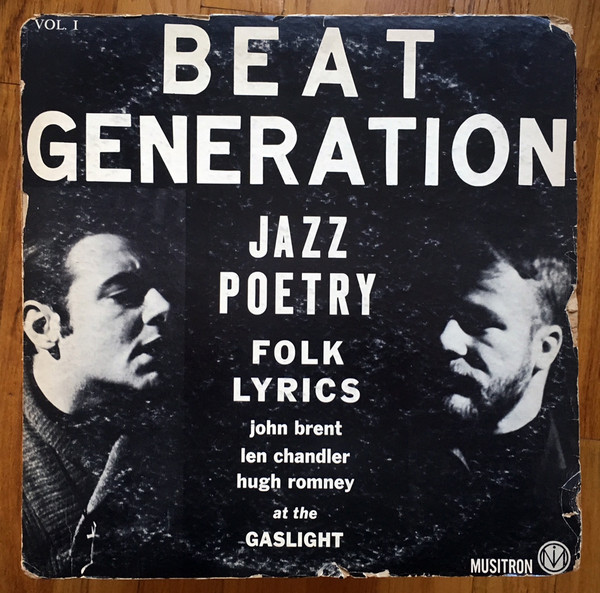 VOL. I
BEAT
GENERATION
JAZZ
POETRY
FOLK
LYRICS
john brent
len chandler
hugh romney
at the
GASLIGHT
MUSITRON